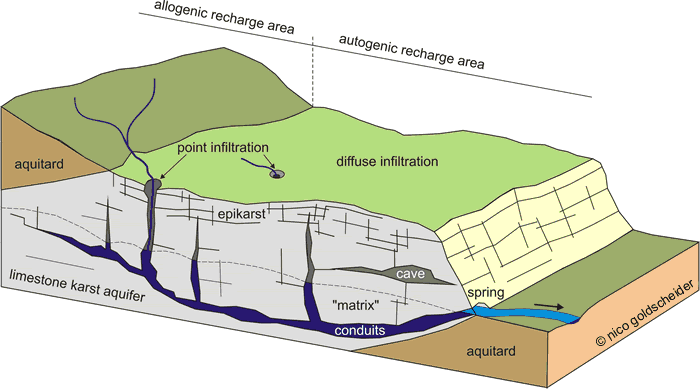 allogenic recharge area
autogenic recharge area
point infiltration
diffuse infiltration
aquitard
epikarst
cave
spring
limestone karst aquifer
"matrix"
conduits
aquitard
© nico goldscheider